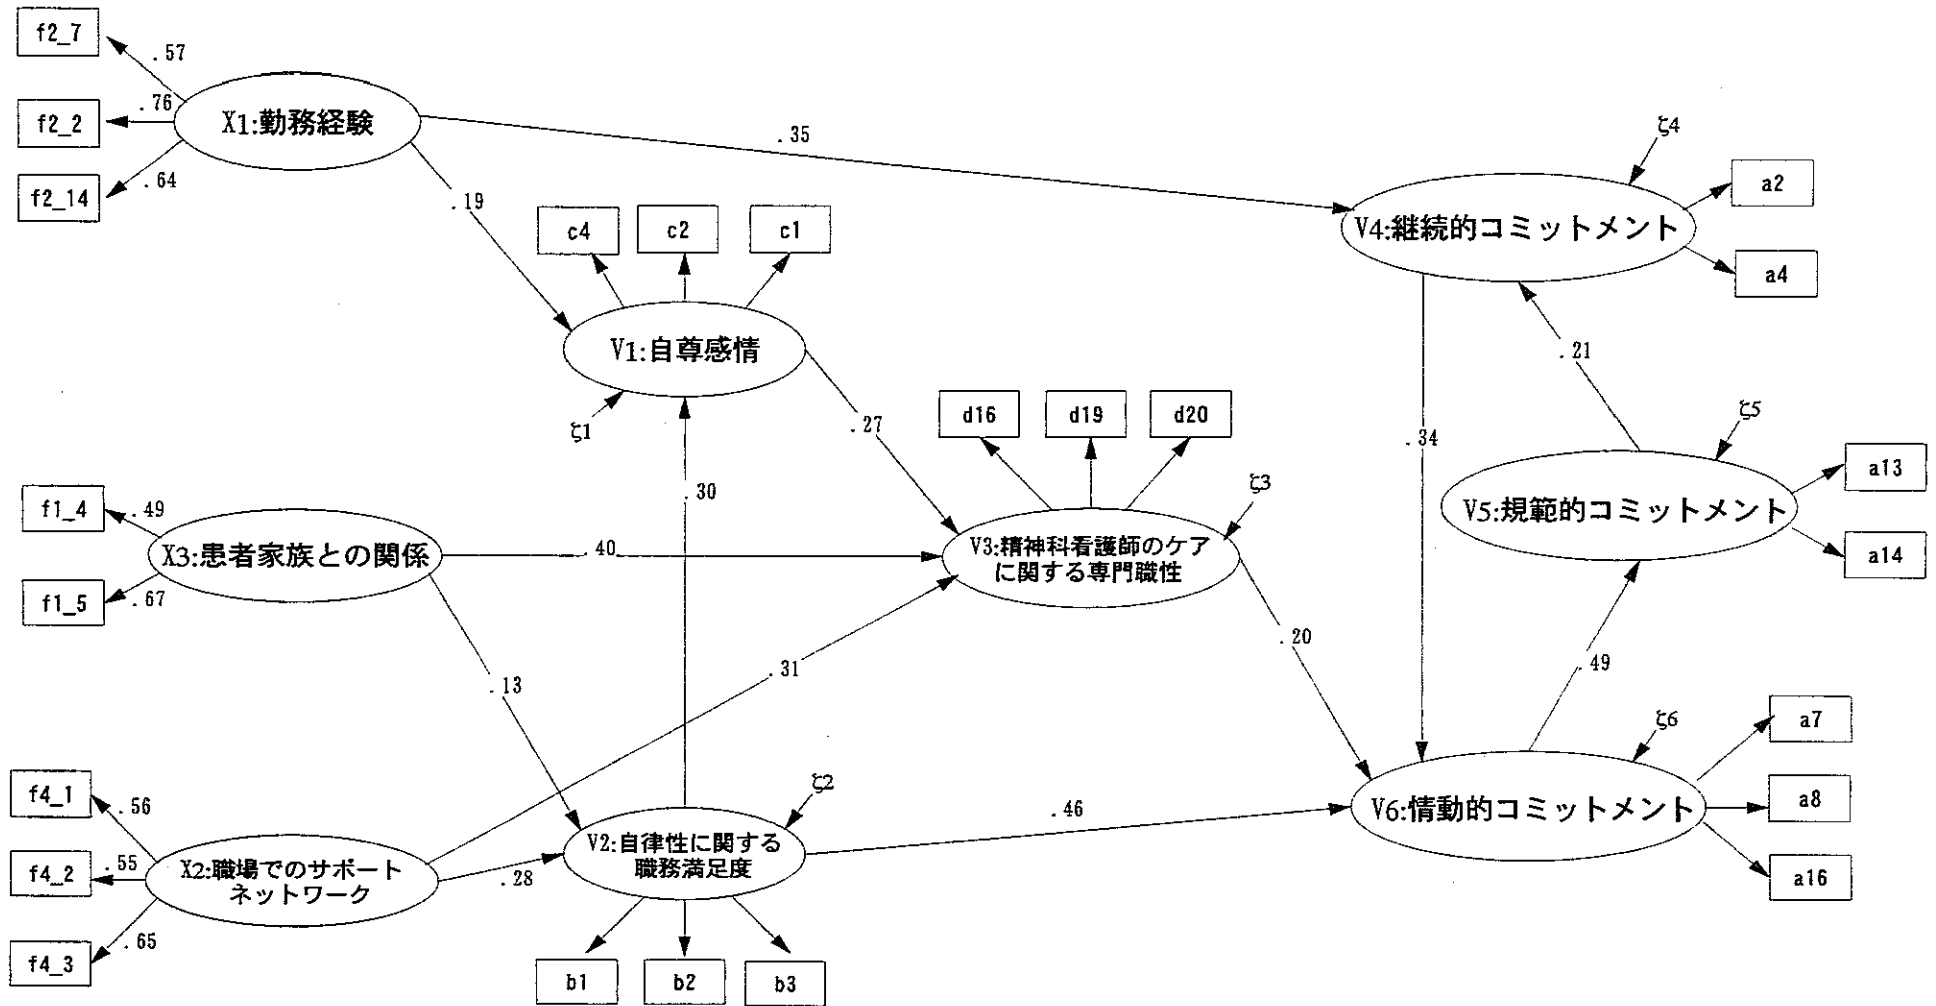 f2_7
.57
f2_2
.76
X1:勤務経験
f2_14
.64
.35
.19
ζ4
a2
V4:継続的コミットメント
a4
c4
c2
c1
V1:自尊感情
ζ1
.27
.21
.34
d16
d19
d20
ζ3
ζ5
a13
V5:規範的コミットメント
a14
.30
f1_4
.49
X3:患者家族との関係
f1_5
.67
.40
V3:精神科看護師のケア
に関する専門職性
.20
.31
.13
.49
f4_1
.56
f4_2
.55
X2:職場でのサポート
ネットワーク
f4_3
.65
.28
ζ2
V2:自律性に関する
職務満足度
.46
ζ6
a7
V6:情動的コミットメント
a8
a16
b1
b2
b3